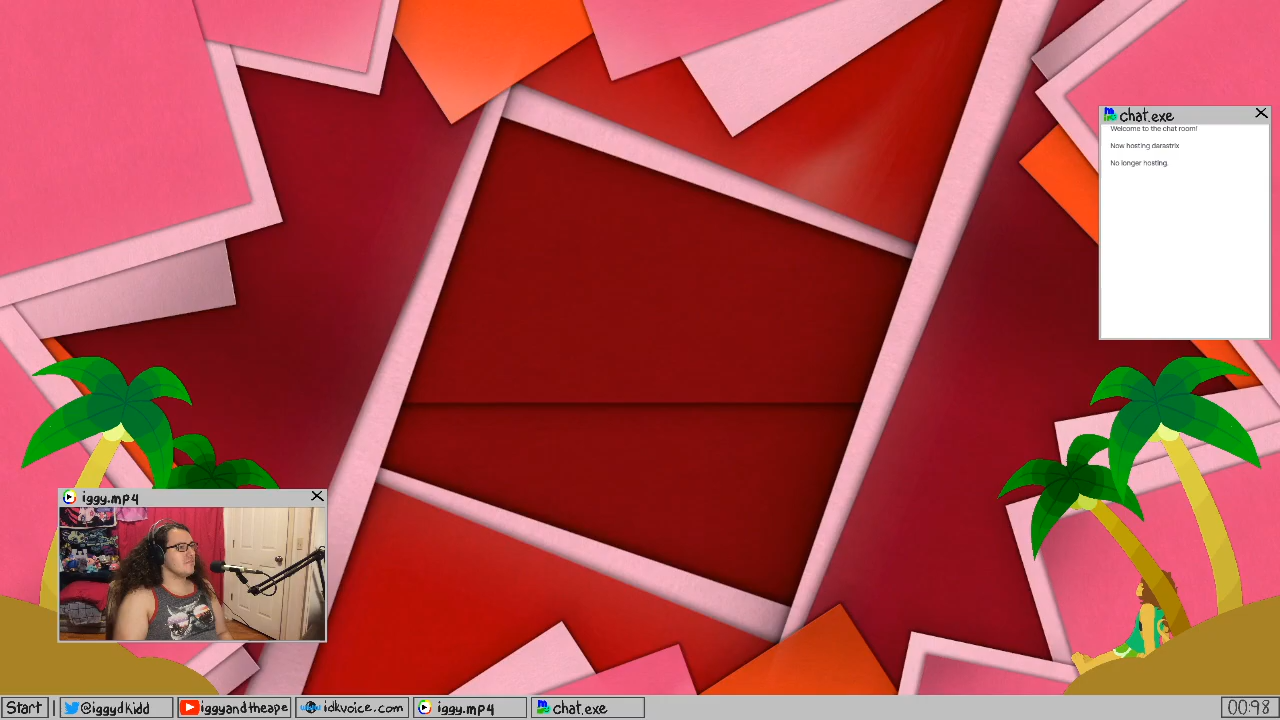 chat.exe
Welcome to the chat room!
Now hosting darastrix
No longer hosting.
iggy.mp4
Start | @iggydkidd iggyandtheape www idkvoice.com iggy.mp4 chat.exe 00:98